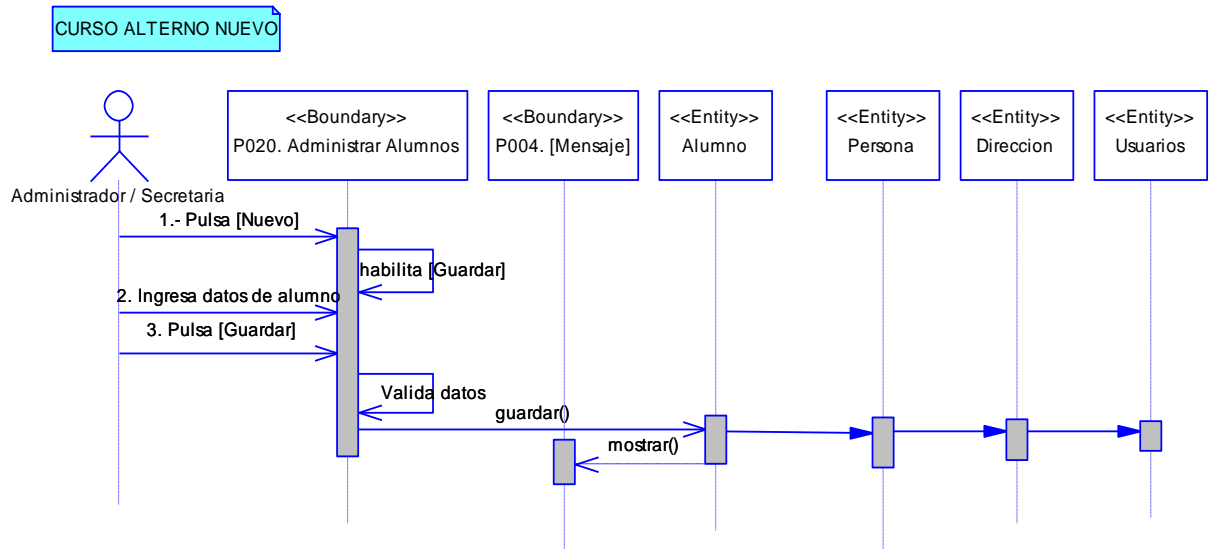 CURSO ALTERNO NUEVO
<<Boundary>>
P020. Administrar Alumnos
<<Boundary>>
P004. [Mensaje]
<<Entity>>
Alumno
<<Entity>>
Persona
<<Entity>>
Direccion
<<Entity>>
Usuarios
Administrador / Secretaria
1.- Pulsa [Nuevo]
habilita [Guardar]
2. Ingresa datos de alumno
3. Pulsa [Guardar]
Valida datos
guardar()
mostrar()